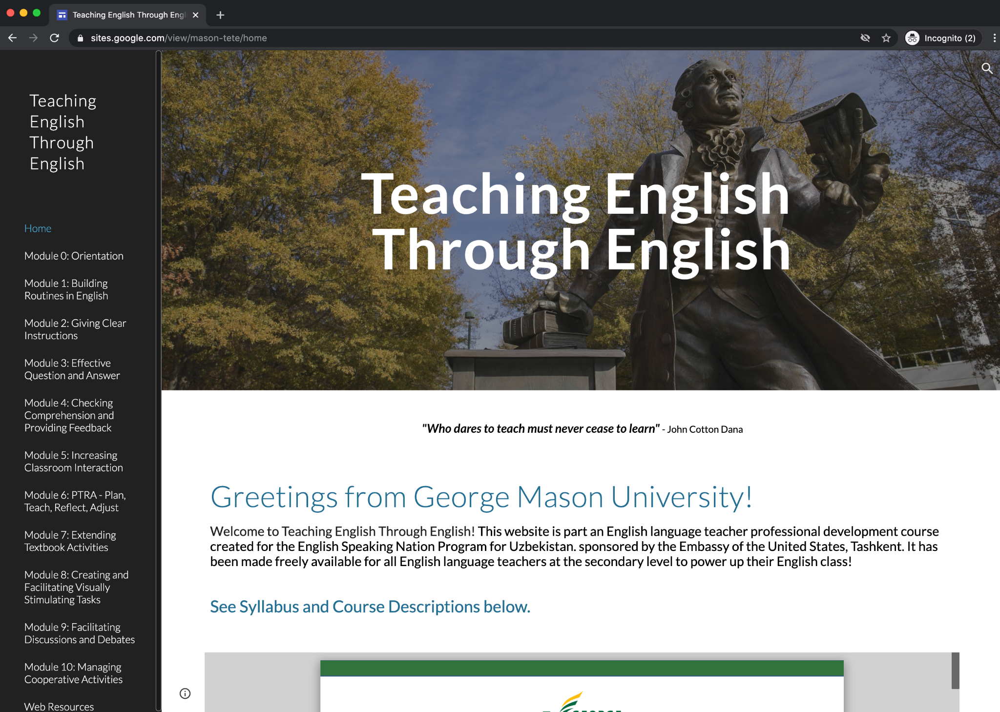 Teaching English Through Engl
sites.google.com/view/mason-tete/home
Incognito (2)
Teaching
English
Through
English
Home
Module 0: Orientation
Module 1: Building
Routines in English
Module 2: Giving Clear
Instructions
Module 3: Effective
Question and Answer
Module 4: Checking
Comprehension and
Providing Feedback
Module 5: Increasing
Classroom Interaction
Module 6: PTRA - Plan,
Teach, Reflect, Adjust
Module 7: Extending
Textbook Activities
Module 8: Creating and
Facilitating Visually
Stimulating Tasks
Module 9: Facilitating
Discussions and Debates
Module 10: Managing
Cooperative Activities
Web Resources
Teaching English
Through English
"Who dares to teach must never cease to learn" - John Cotton Dana
Greetings from George Mason University!
Welcome to Teaching English Through English! This website is part an English language teacher professional development course
created for the English Speaking Nation Program for Uzbekistan. sponsored by the Embassy of the United States, Tashkent. It has
been made freely available for all English language teachers at the secondary level to power up their English class!
See Syllabus and Course Descriptions below.